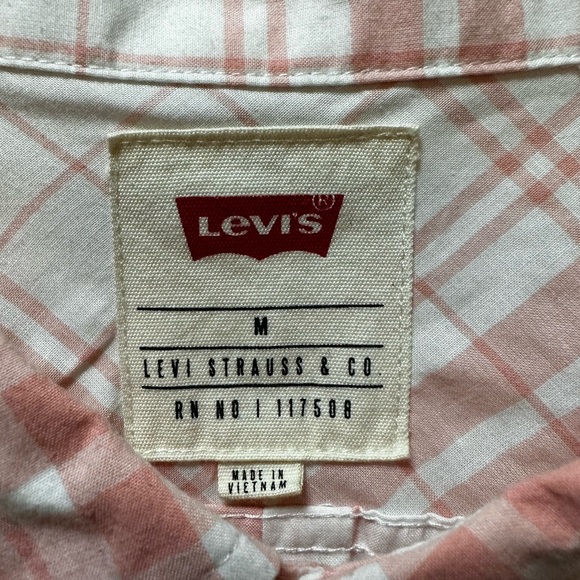 LEVI'S ®
M
LEVI STRAUSS & CO.
RN NO | 117508
MADE IN
VIETNAM